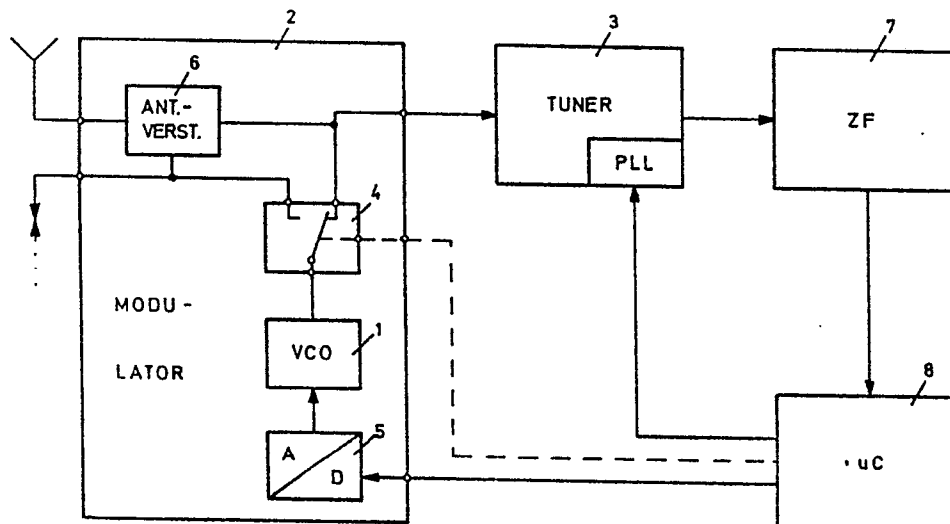 2
3
7
6
ANT.-
VERST.
TUNER
PLL
ZF
4
MODU-
LATOR
VCO
1
8
A
D
5
uC